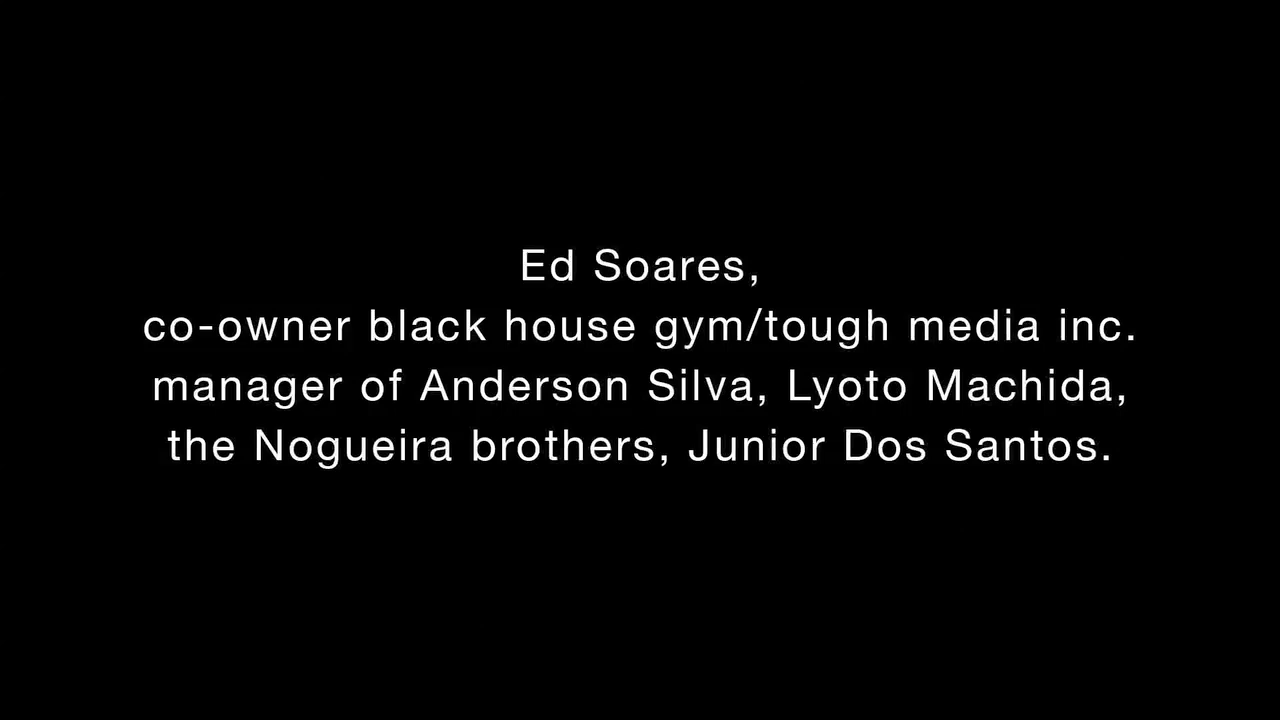 Ed Soares,
co-owner black house gym/tough media inc.
manager of Anderson Silva, Lyoto Machida,
the Nogueira brothers, Junior Dos Santos.